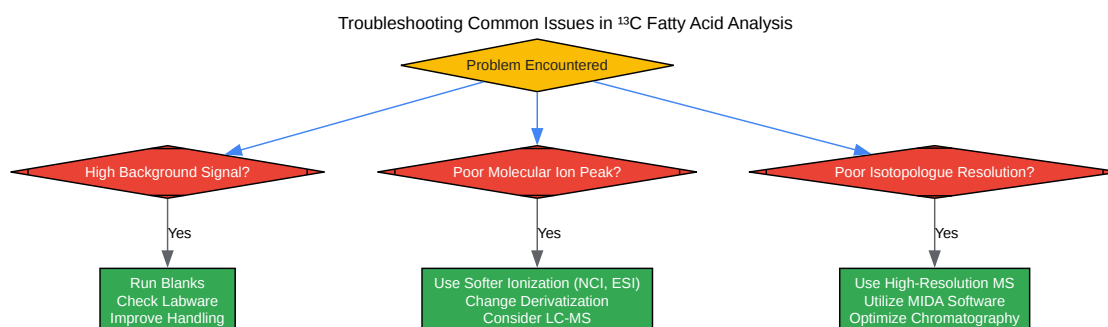 Troubleshooting Common Issues in ¹³C Fatty Acid Analysis
Problem Encountered
High Background Signal?
Poor Molecular Ion Peak?
Poor Isotopologue Resolution?
Yes
Yes
Yes
Run Blanks
Check Labware
Improve Handling
Use Softer Ionization (NCI, ESI)
Change Derivatization
Consider LC-MS
Use High-Resolution MS
Utilize MIDA Software
Optimize Chromatography